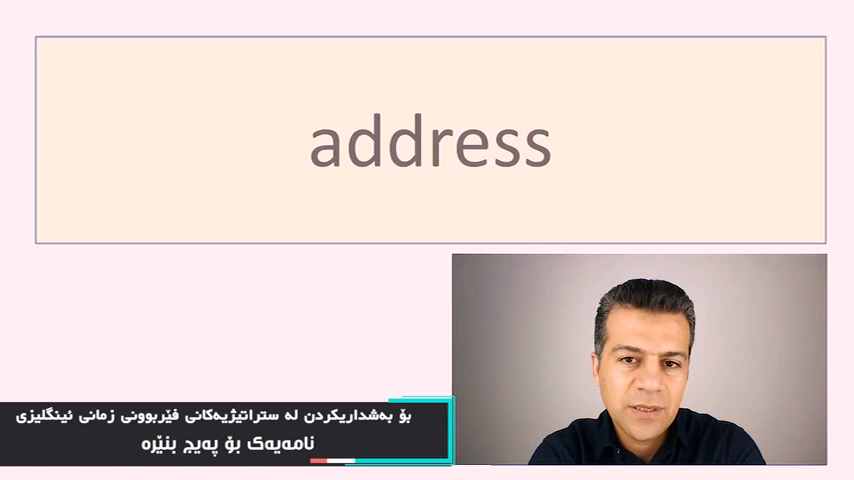 address
بۆ بەشداریکردن لە ستراتیژیەکانی فێربوونی زمانی ئینگلیزی
نامەیەک بۆ پەیج بنێرە